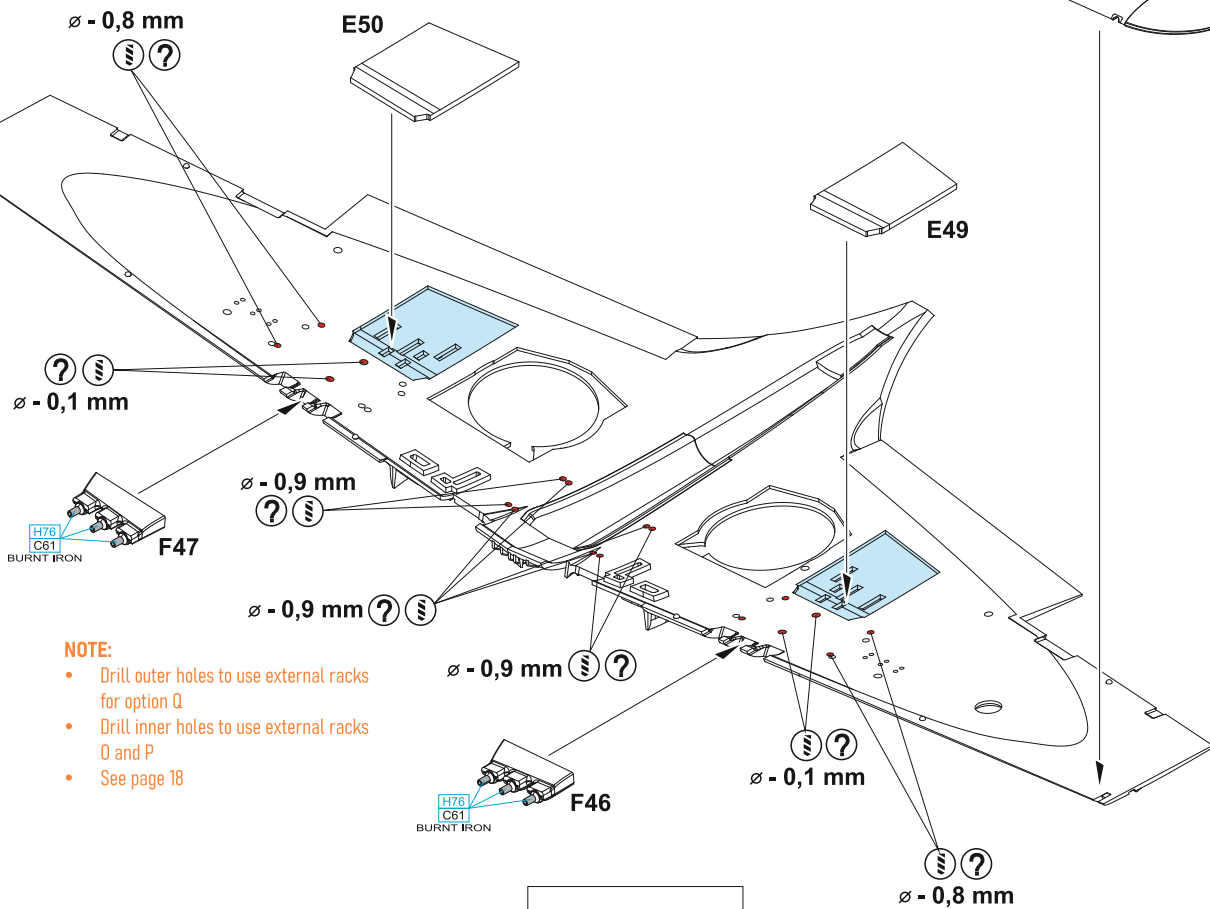 ⌀ - 0,8 mm
?
E50
E49
?
⌀ - 0,1 mm
⌀ - 0,9 mm
?
H76
C61
BURNT IRON
F47
⌀ - 0,9 mm ?
⌀ - 0,9 mm ?
NOTE:
• Drill outer holes to use external racks
for option Q
• Drill inner holes to use external racks
O and P
• See page 18
?
⌀ - 0,1 mm
H76
C61
BURNT IRON
F46
?
⌀ - 0,8 mm